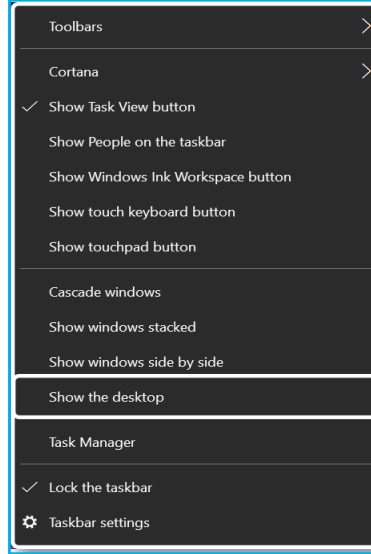 Toolbars
Cortana
Show Task View button
Show People on the taskbar
Show Windows Ink Workspace button
Show touch keyboard button
Show touchpad button
Cascade windows
Show windows stacked
Show windows side by side
Show the desktop
Task Manager
Lock the taskbar
Taskbar settings